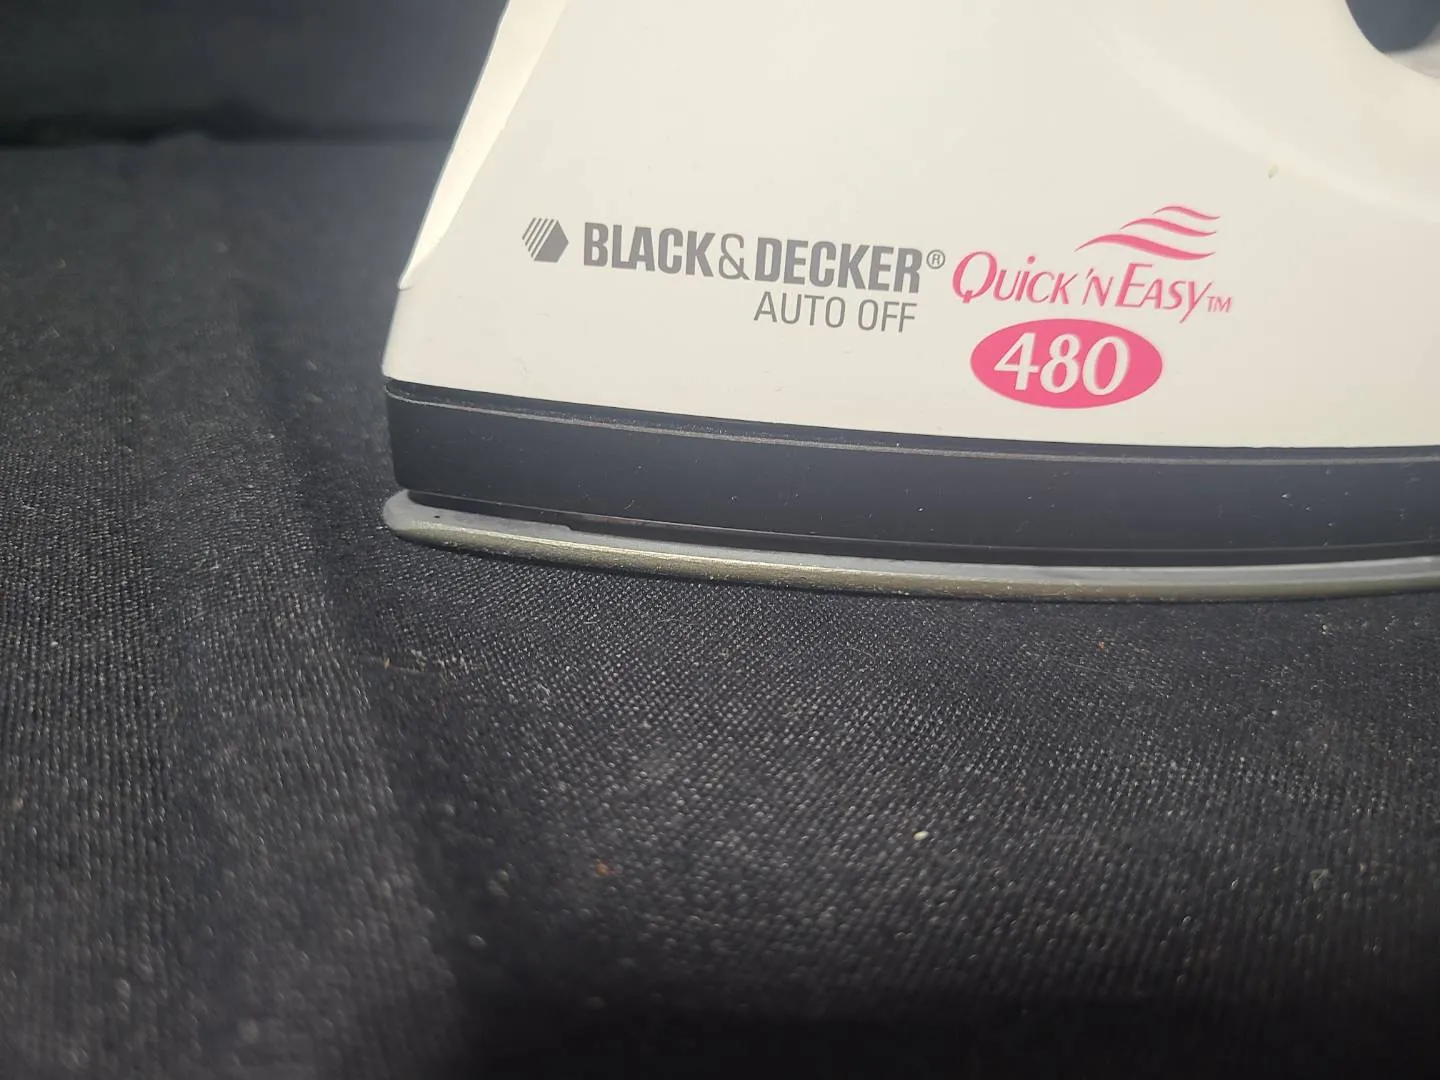 BLACK&DECKER®
AUTO OFF
QUICK 'N EASY™
480